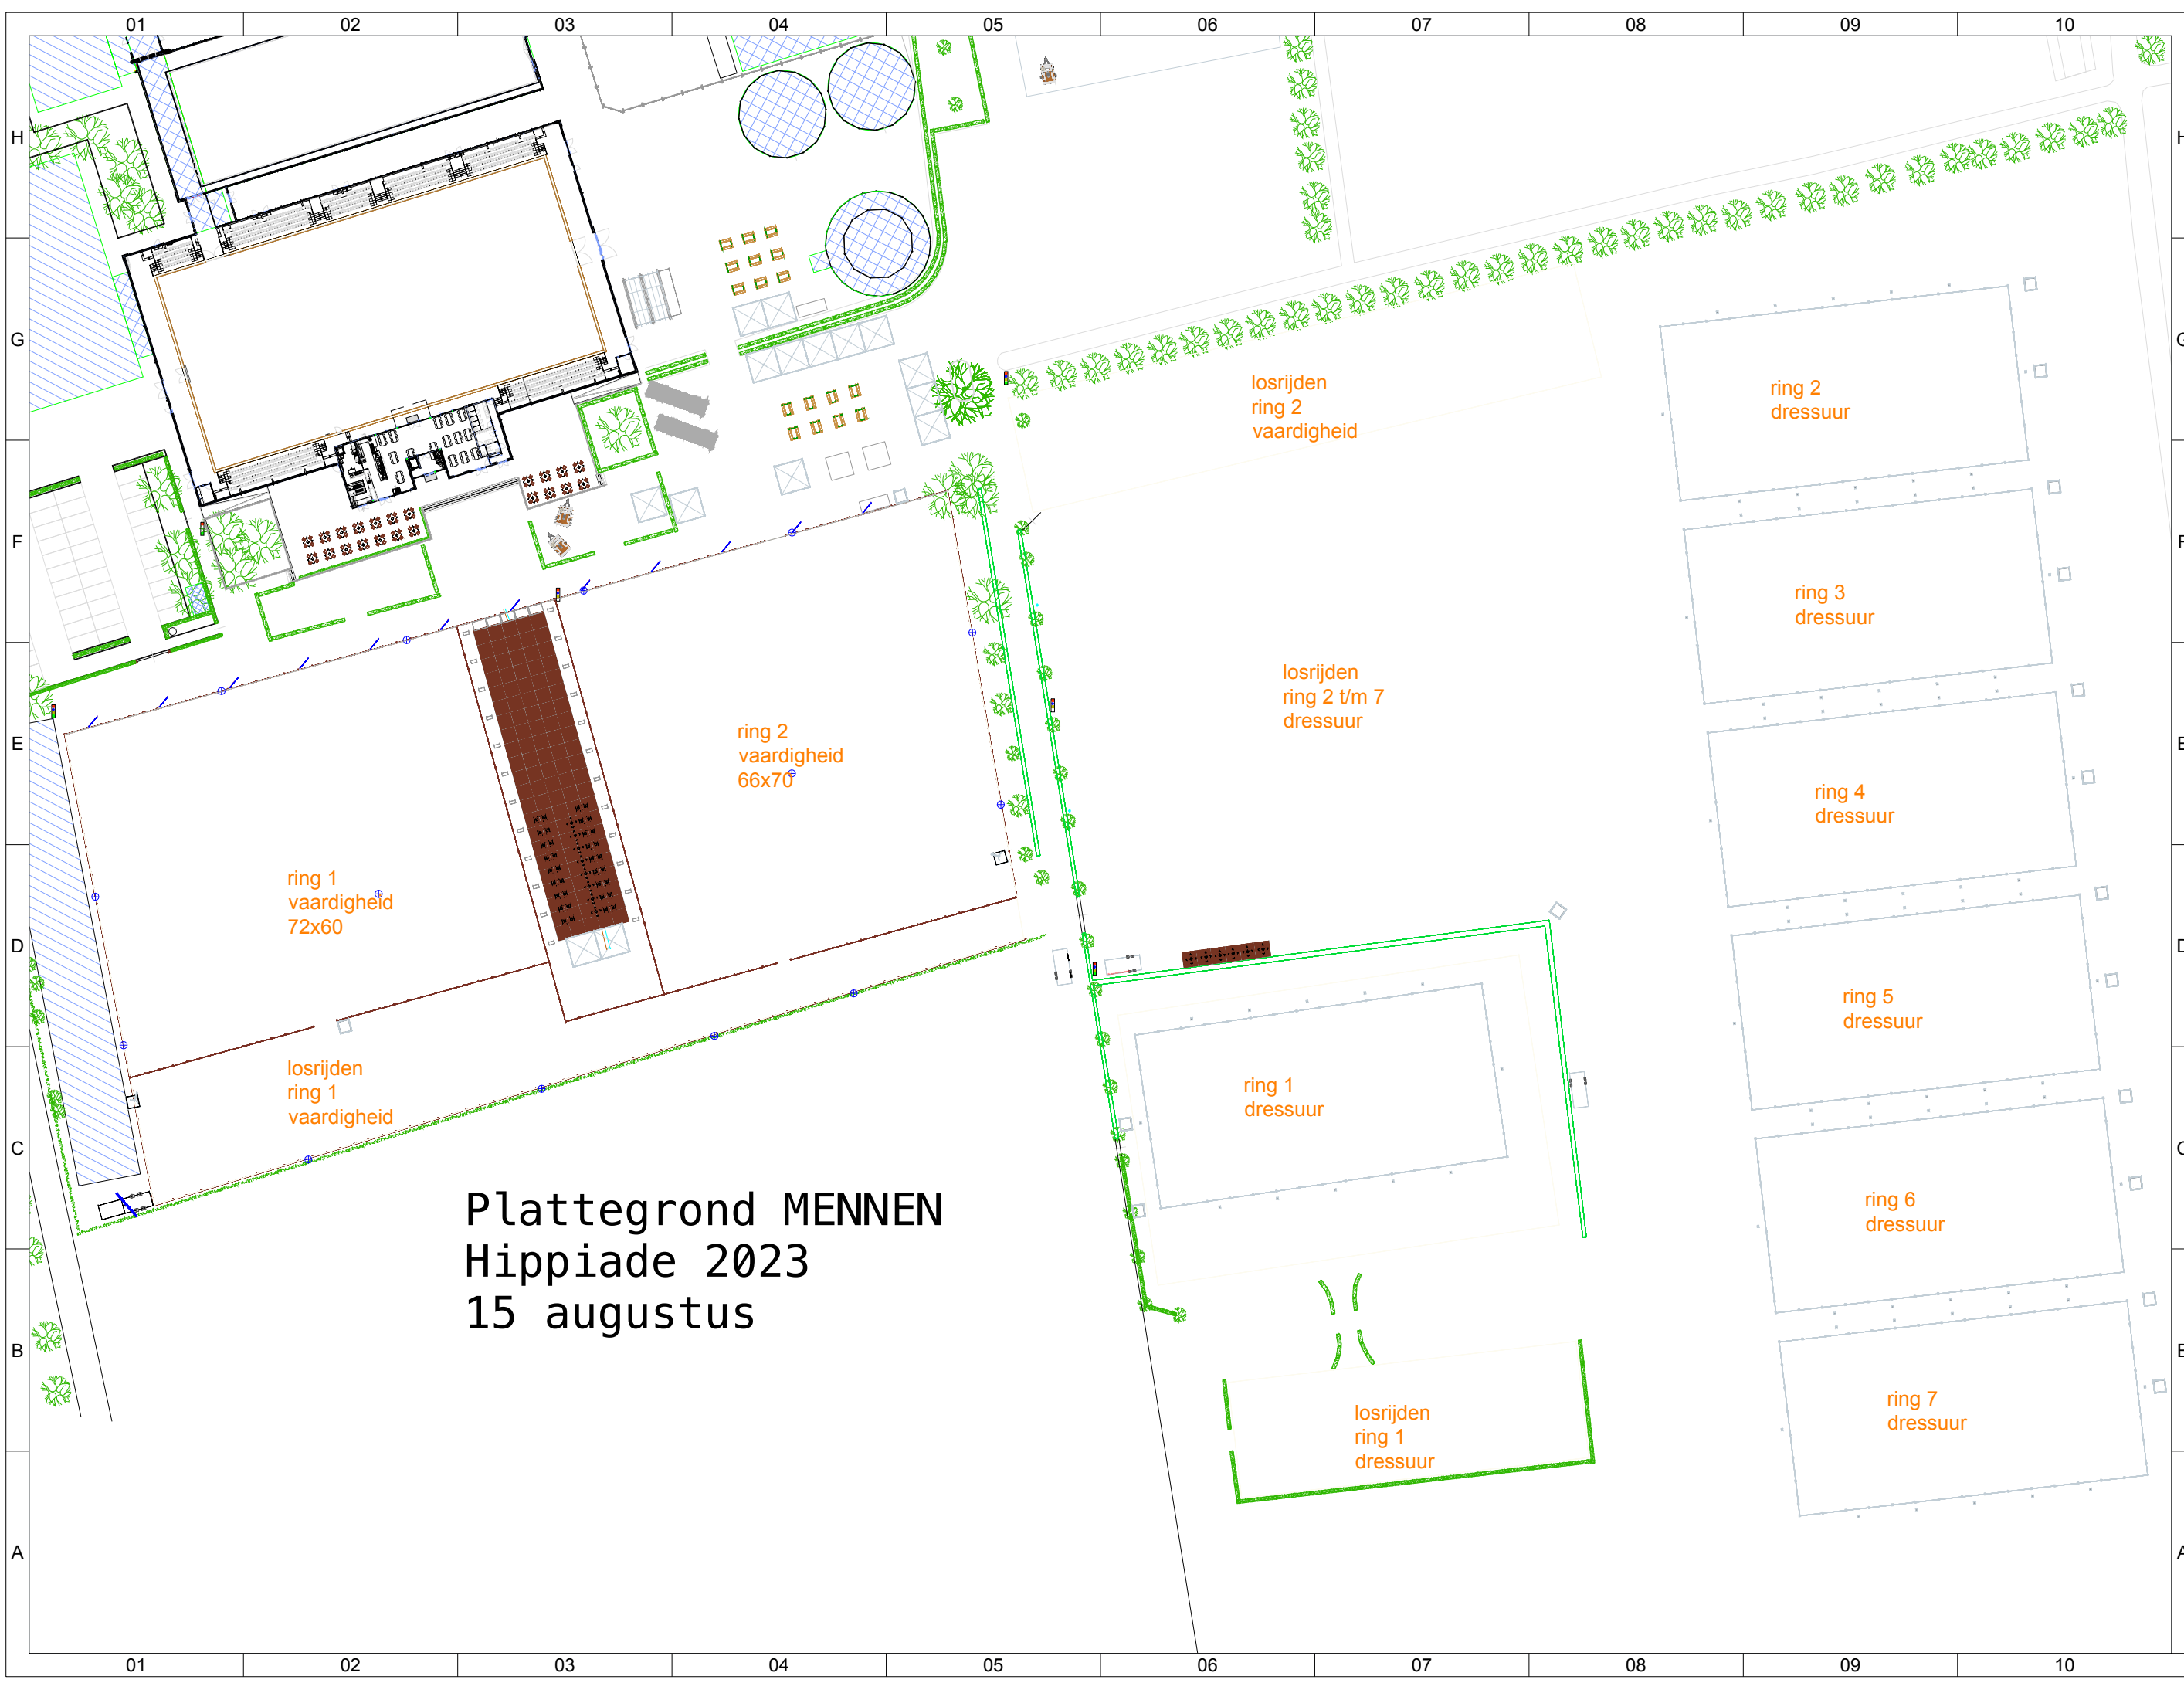 01 02 03 04 05 06 07 08 09 10
H H
G G
F F
E E
D D
C C
B B
A A
losrijden
ring 2
vaardigheid
ring 2
dressuur
ring 3
dressuur
losrijden
ring 2 t/m 7
dressuur
ring 2
vaardigheid
66x70
ring 4
dressuur
ring 1
vaardigheid
72x60
ring 5
dressuur
losrijden
ring 1
vaardigheid
ring 1
dressuur
ring 6
dressuur
Plattegrond MENNEN
Hippiade 2023
15 augustus
losrijden
ring 1
dressuur
ring 7
dressuur
01 02 03 04 05 06 07 08 09 10